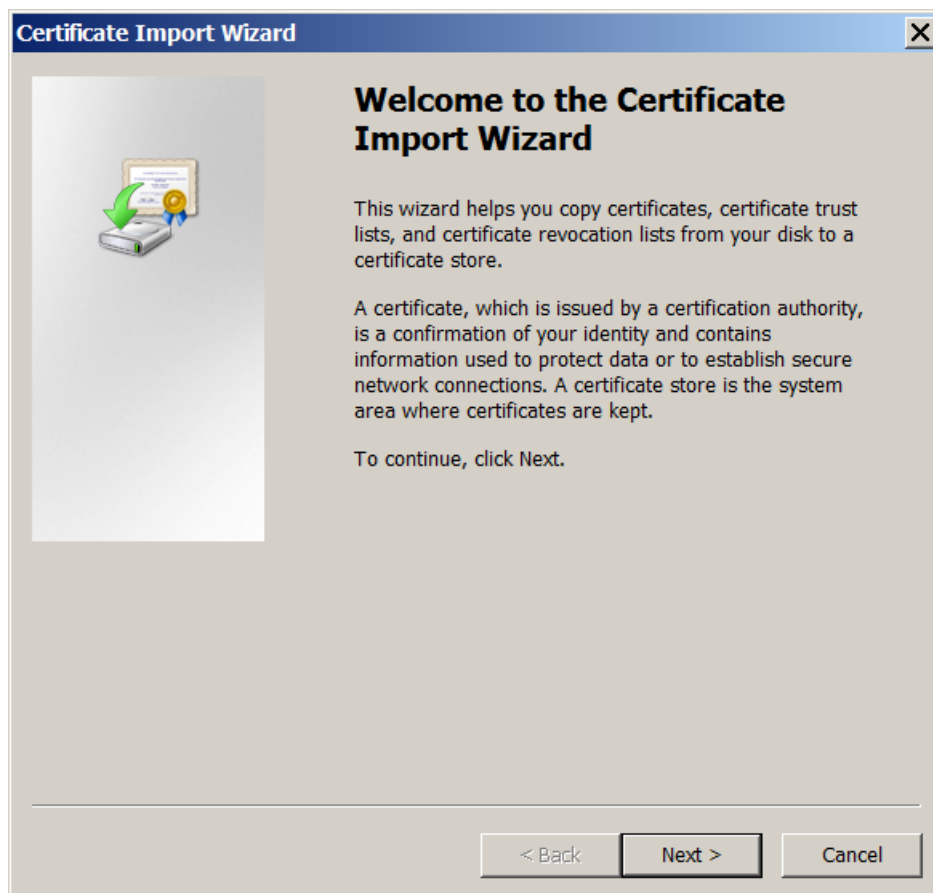 Certificate Import Wizard
Welcome to the Certificate
Import Wizard
This wizard helps you copy certificates, certificate trust
lists, and certificate revocation lists from your disk to a
certificate store.
A certificate, which is issued by a certification authority,
is a confirmation of your identity and contains
information used to protect data or to establish secure
network connections. A certificate store is the system
area where certificates are kept.
To continue, click Next.
< Back Next > Cancel